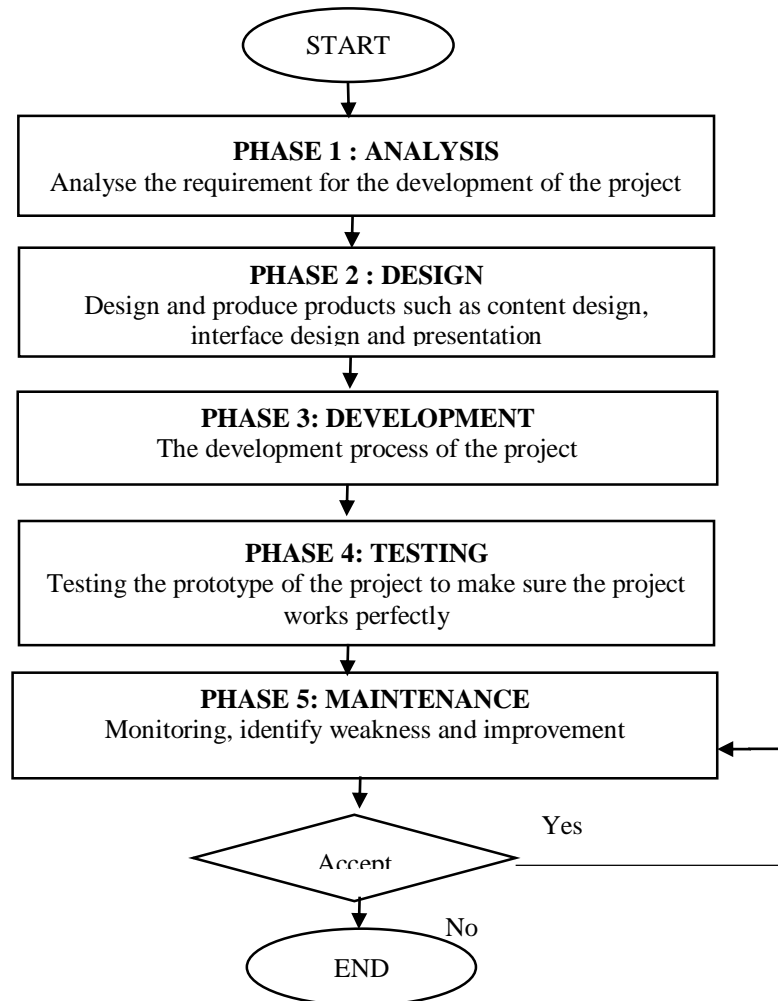 START
PHASE 1 : ANALYSIS
Analyse the requirement for the development of the project
PHASE 2 : DESIGN
Design and produce products such as content design,
interface design and presentation
PHASE 3: DEVELOPMENT
The development process of the project
PHASE 4: TESTING
Testing the prototype of the project to make sure the project
works perfectly
PHASE 5: MAINTENANCE
Monitoring, identify weakness and improvement
Yes
Accept
No
END